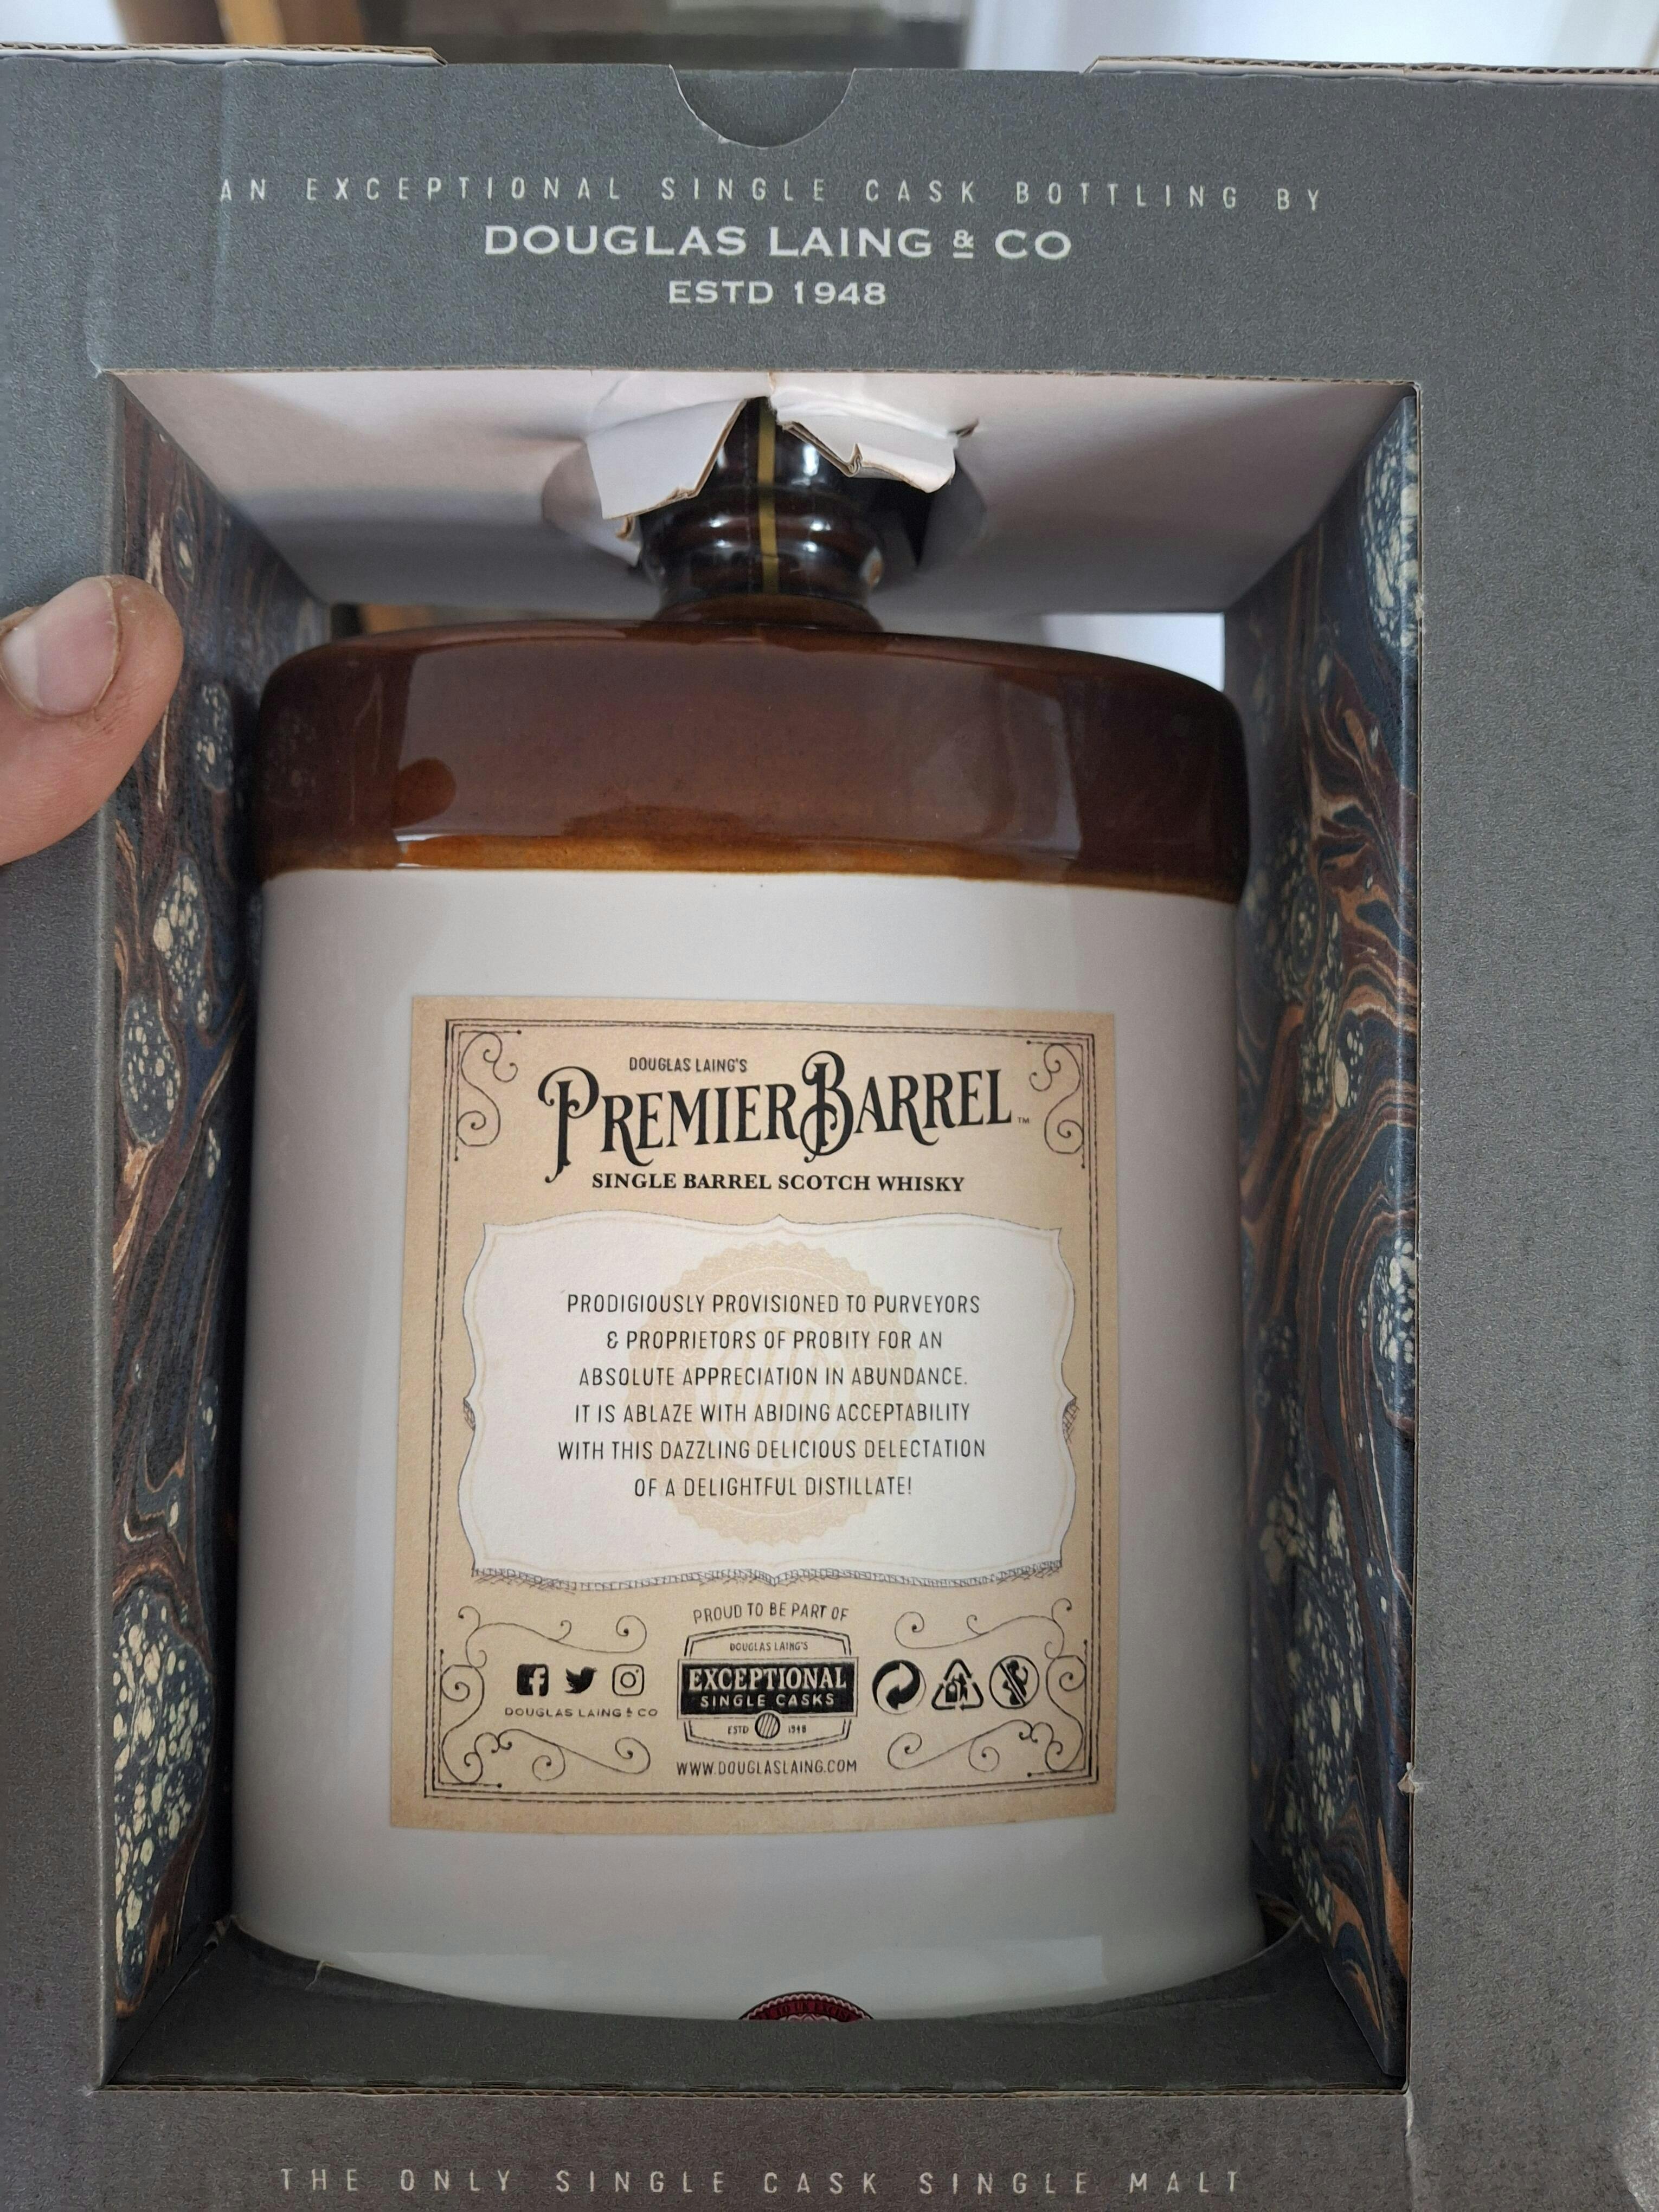 AN EXCEPTIONAL SINGLE CASK BOTTLING BY
DOUGLAS LAING & CO
ESTD 1948
DOUGLAS LAING'S
PREMIER BARREL™
SINGLE BARREL SCOTCH WHISKY
PRODIGIOUSLY PROVISIONED TO PURVEYORS
& PROPRIETORS OF PROBITY FOR AN
ABSOLUTE APPRECIATION IN ABUNDANCE.
IT IS ABLAZE WITH ABIDING ACCEPTABILITY
WITH THIS DAZZLING DELICIOUS DELECTATION
OF A DELIGHTFUL DISTILLATE!
PROUD TO BE PART OF
DOUGLAS LAING'S
EXCEPTIONAL
SINGLE CASKS
ESTD 1948
DOUGLAS LAING & CO
WWW.DOUGLASLAING.COM
THE ONLY SINGLE CASK SINGLE MALT